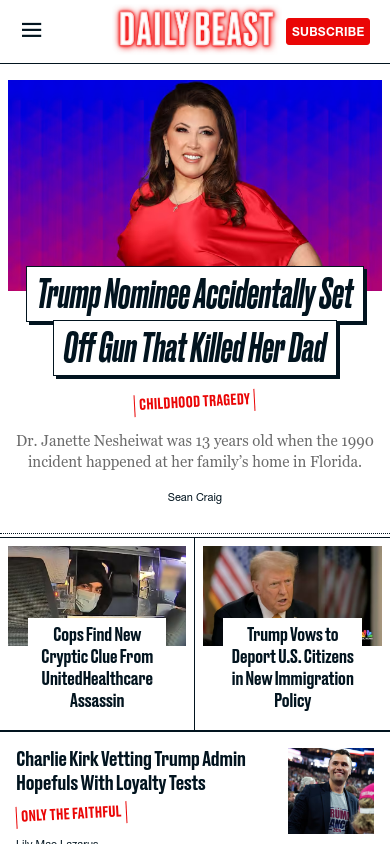 DAILY BEAST
SUBSCRIBE
Trump Nominee Accidentally Set
Off Gun That Killed Her Dad
CHILDHOOD TRAGEDY
Dr. Janette Nesheiwat was 13 years old when the 1990
incident happened at her family’s home in Florida.
Sean Craig
Cops Find New
Cryptic Clue From
UnitedHealthcare
Assassin
Trump Vows to
Deport U.S. Citizens
in New Immigration
Policy
Charlie Kirk Vetting Trump Admin
Hopefuls With Loyalty Tests
ONLY THE FAITHFUL
Lily Mae Lazarus